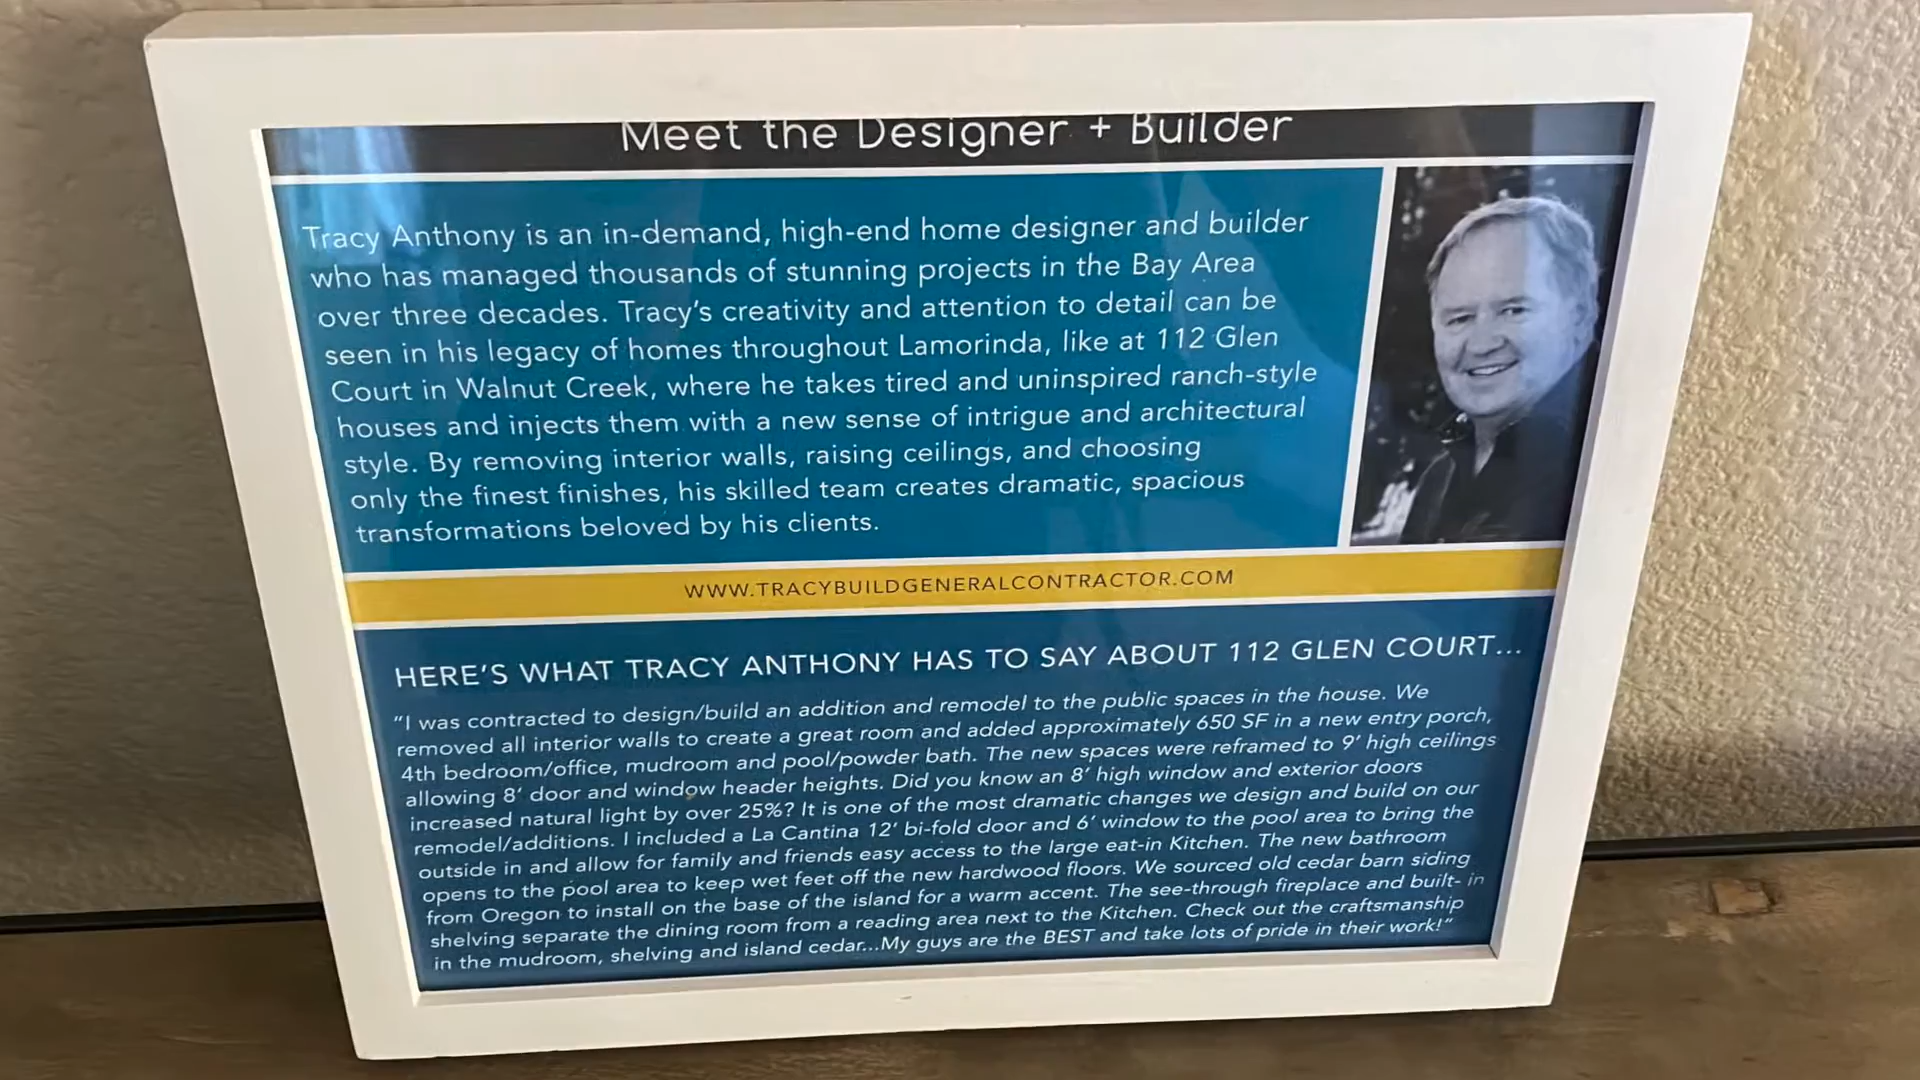 Meet the Designer + Builder
Tracy Anthony is an in-demand, high-end home designer and builder
who has managed thousands of stunning projects in the Bay Area
over three decades. Tracy's creativity and attention to detail can be
seen in his legacy of homes throughout Lamorinda, like at 112 Glen
Court in Walnut Creek, where he takes tired and uninspired ranch-style
houses and injects them with a new sense of intrigue and architectural
style. By removing interior walls, raising ceilings, and choosing
only the finest finishes, his skilled team creates dramatic, spacious
transformations beloved by his clients.
WWW.TRACYBUILDGENERALCONTRACTOR.COM
HERE'S WHAT TRACY ANTHONY HAS TO SAY ABOUT 112 GLEN COURT...
"I was contracted to design/build an addition and remodel to the public spaces in the house. We
removed all interior walls to create a great room and added approximately 650 SF in a new entry porch,
4th bedroom/office, mudroom and pool/powder bath. The new spaces were reframed to 9' high ceilings
allowing 8' door and window header heights. Did you know an 8' high window and exterior doors
increased natural light by over 25%? It is one of the most dramatic changes we design and build on our
remodel/additions. I included a La Cantina 12' bi-fold door and 6' window to the pool area to bring the
outside in and allow for family and friends easy access to the large eat-in Kitchen. The new bathroom
opens to the pool area to keep wet feet off the new hardwood floors. We sourced old cedar barn siding
from Oregon to install on the base of the island for a warm accent. The see-through fireplace and built- in
shelving separate the dining room from a reading area next to the Kitchen. Check out the craftsmanship
in the mudroom, shelving and island cedar...My guys are the BEST and take lots of pride in their work!"